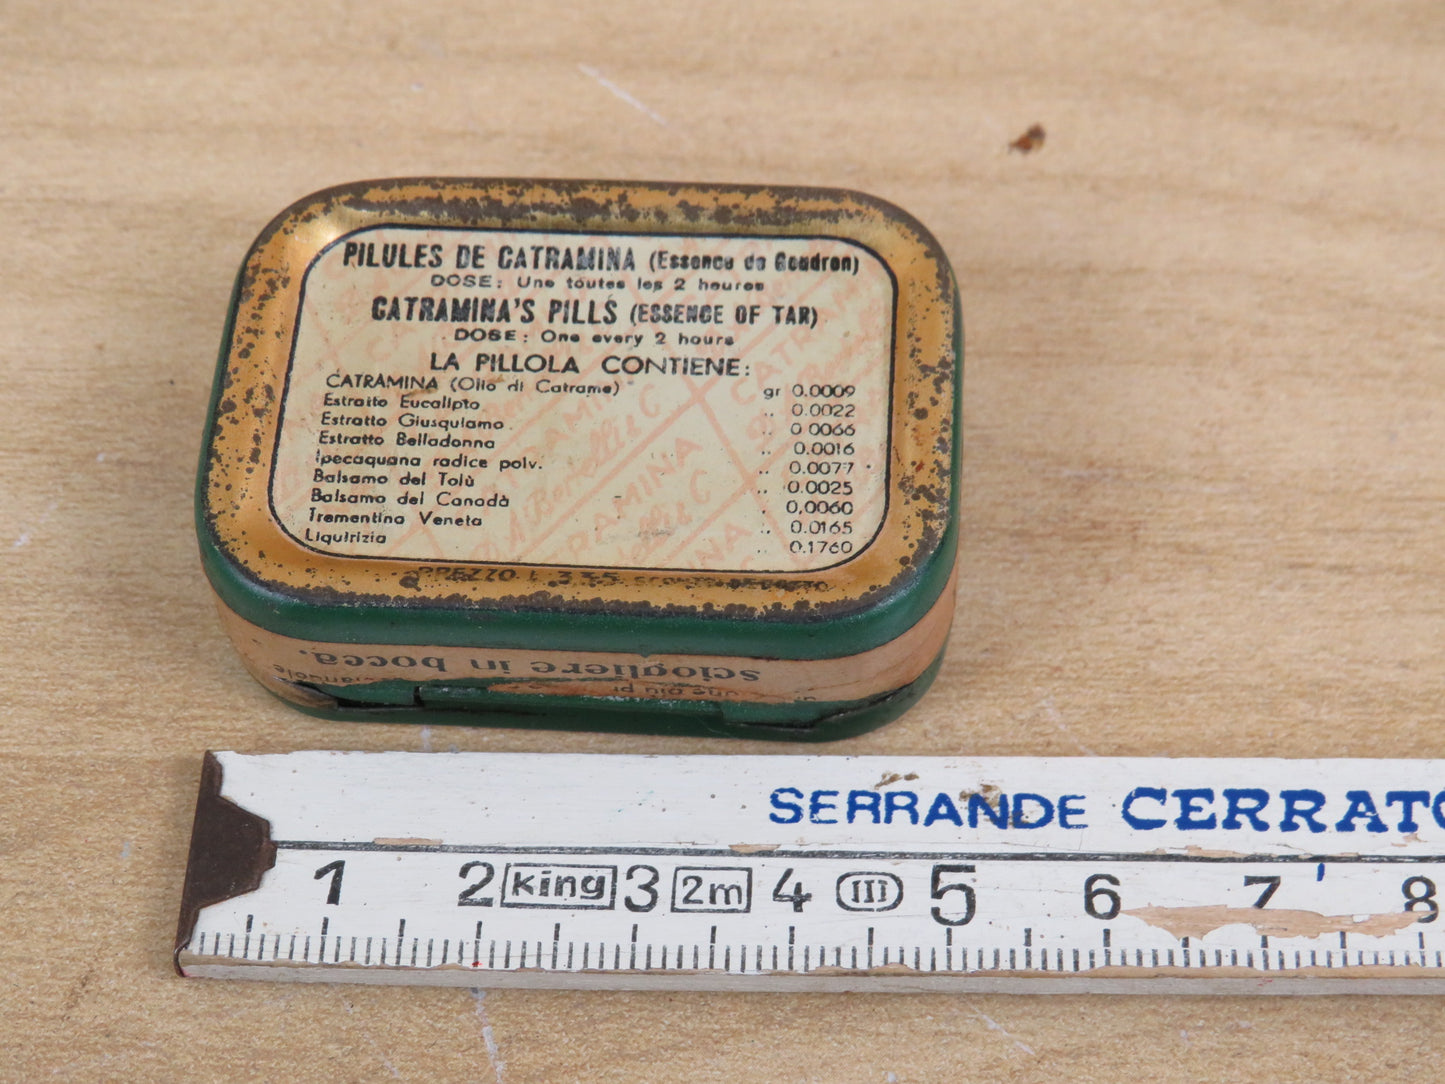 PILULES DE CATRAMINA (Essence de Goudron)
DOSE: Une toutes les 2 heures
CATRAMINA'S PILLS (ESSENCE OF TAR)
DOSE: One every 2 hours
LA PILLOLA CONTIENE:
CATRAMINA (Olio di Catrame) gr 0.0009
Estratto Eucalipto .. 0.0022
Estratto Giusquiamo .. 0.0066
Estratto Belladonna .. 0.0016
Ipecaquana radice polv. .. 0.0077
Balsamo del Tolù .. 0.0025
Balsamo del Canadà .. 0,0060
Trementina Veneta .. 0.0165
Liquirizia .. 0.1760
PREZZO L. 335
sciogliere in bocca.
SERRANDE CERRATO
1 2 king 3 2m 4 III 5 6 7 8